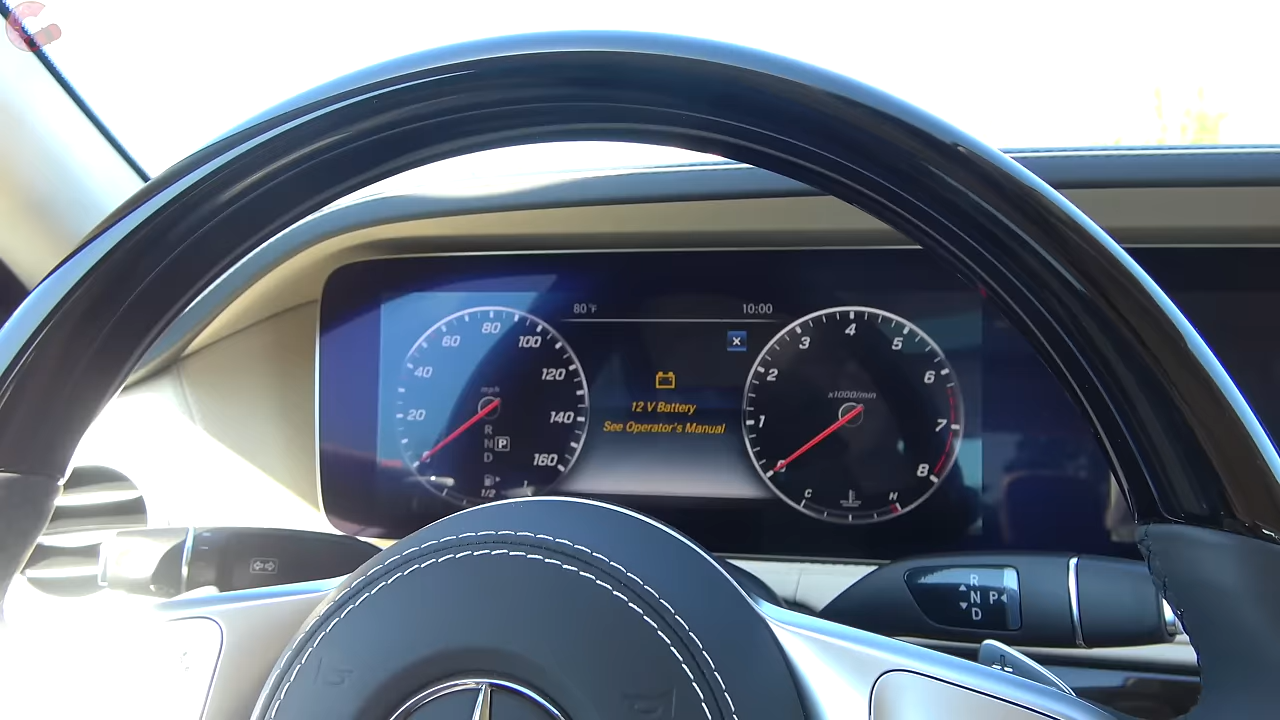 80°F
10:00
20
40
60
80
100
120
140
160
mph
R
N
D
P
1/2
1
12 V Battery
See Operator's Manual
1
2
3
4
5
6
7
8
x1000/min
C
H
R
N
D
P
+